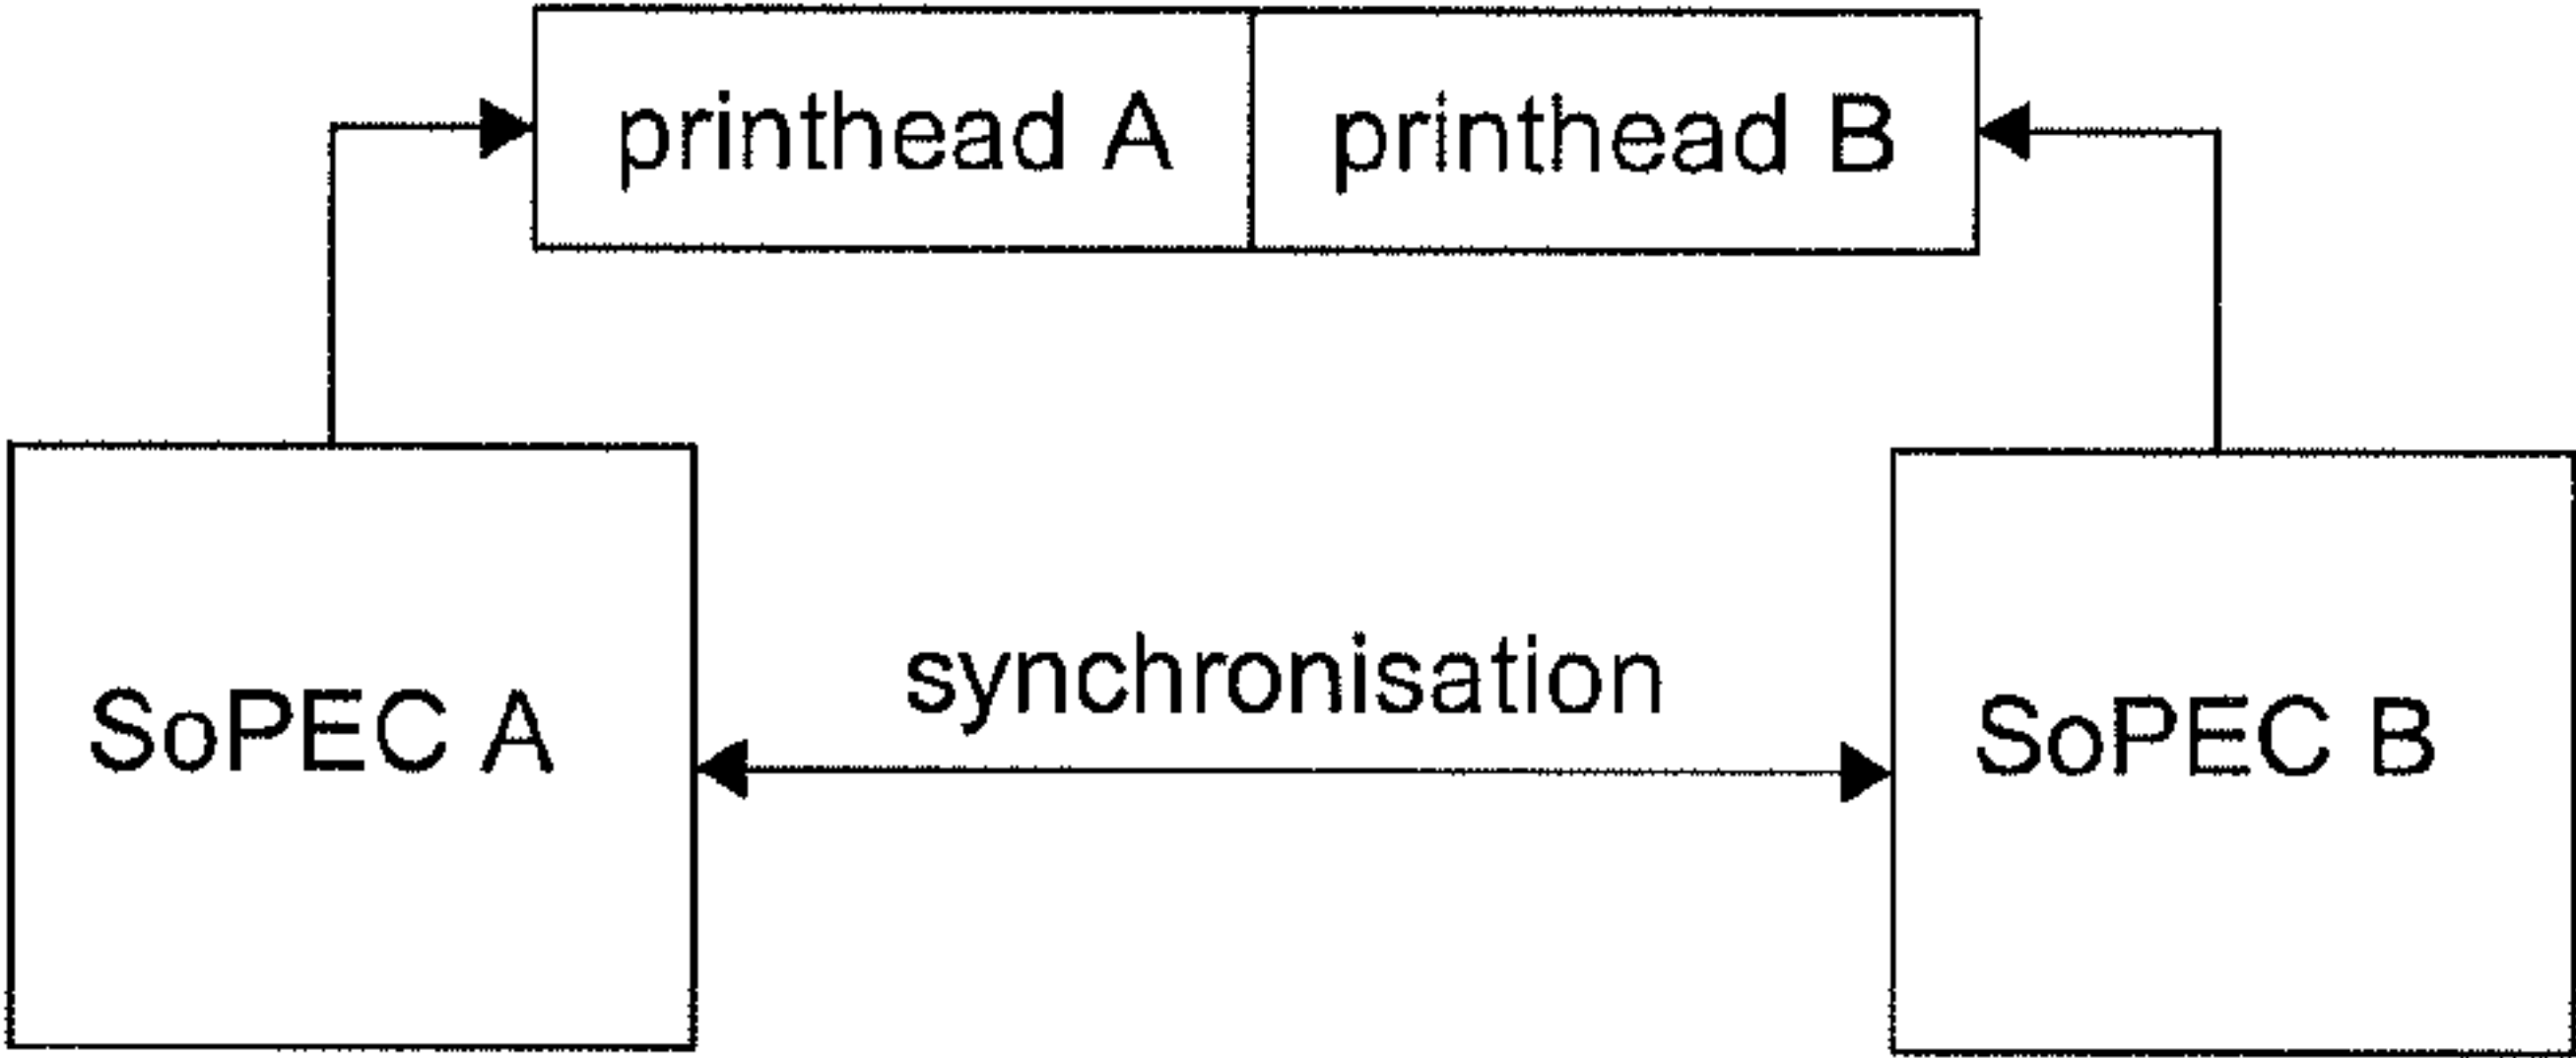 printhead A
printhead B
synchronisation
SoPEC A
SoPEC B